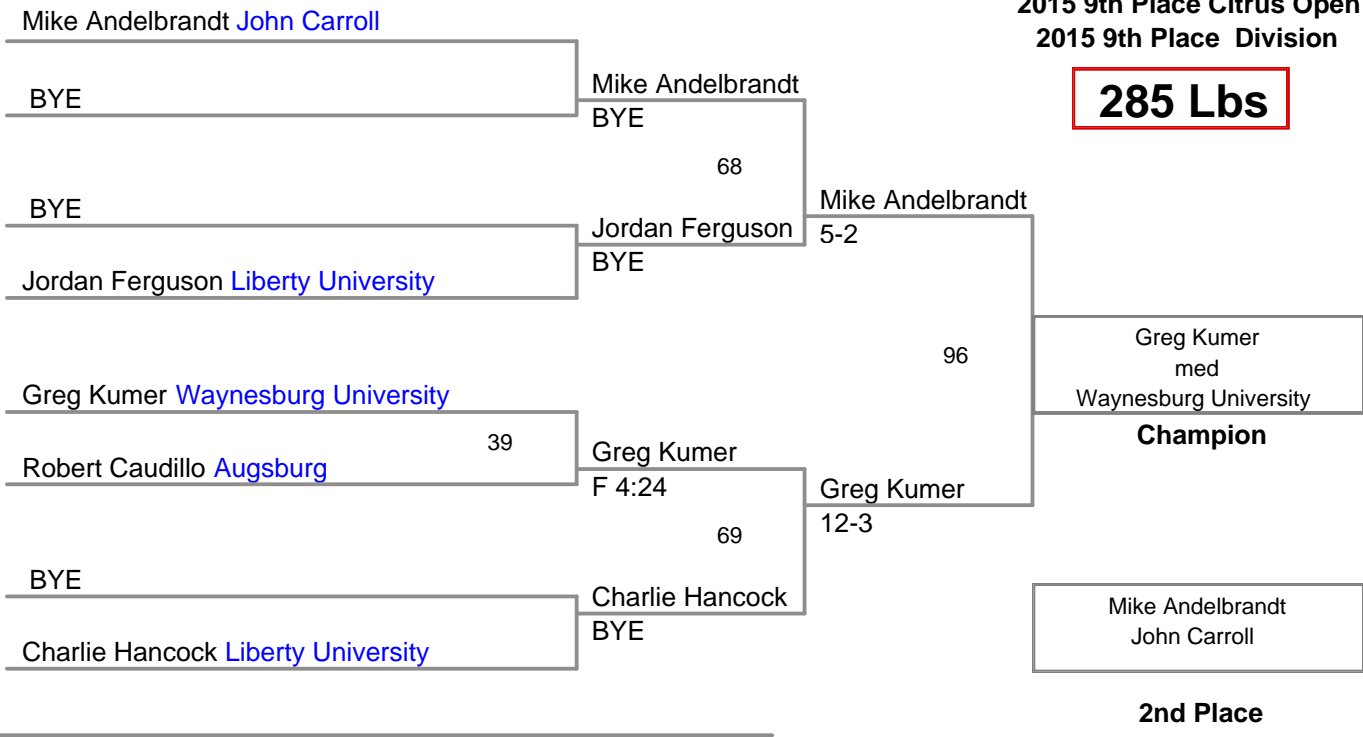 2015 9th Place Citrus Open
2015 9th Place Division
285 Lbs
Mike Andelbrandt John Carroll
BYE
BYE
Jordan Ferguson Liberty University
Greg Kumer Waynesburg University
39
Robert Caudillo Augsburg
BYE
Charlie Hancock Liberty University
Mike Andelbrandt
BYE
68
Jordan Ferguson
BYE
Greg Kumer
F 4:24
69
Charlie Hancock
BYE
Mike Andelbrandt
5-2
96
Greg Kumer
12-3
Greg Kumer
med
Waynesburg University
Champion
Mike Andelbrandt
John Carroll
2nd Place